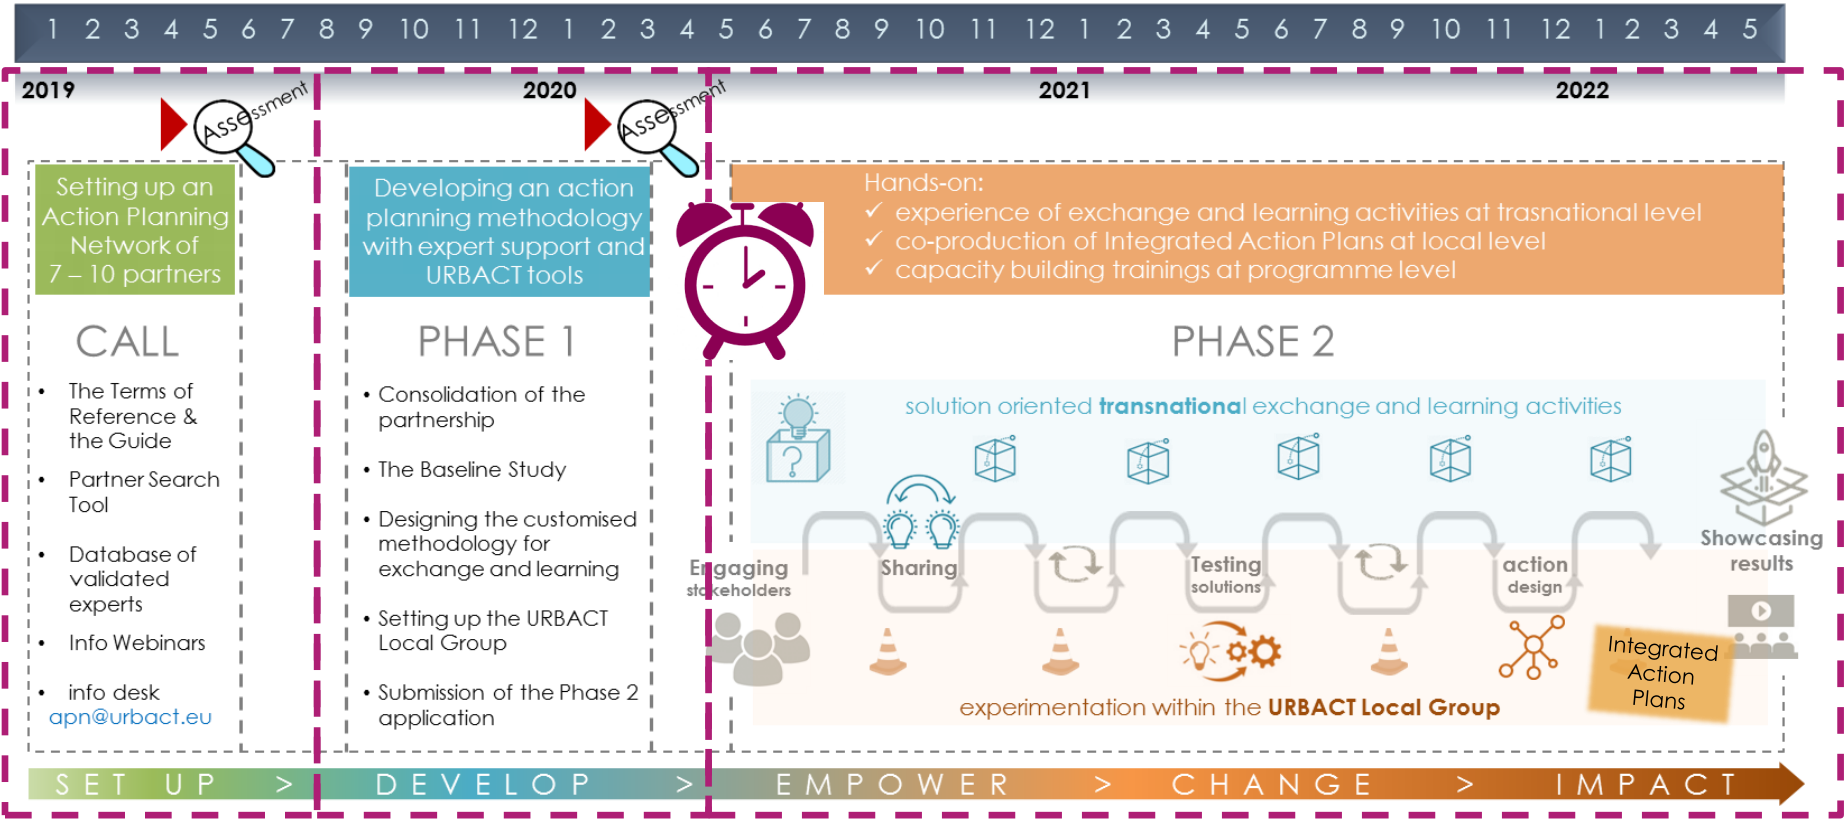 1 2 3 4 5 6 7 8 9 10 11 12 1 2 3 4 5 6 7 8 9 10 11 12 1 2 3 4 5 6 7 8 9 10 11 12 1 2 3 4 5
2019 2020 2021 2022
Assessment
Assessment
Setting up an
Action Planning
Network of
7 – 10 partners
CALL
• The Terms of
Reference &
the Guide
• Partner Search
Tool
• Database of
validated
experts
• Info Webinars
• info desk
apn@urbact.eu
Developing an action
planning methodology
with expert support and
URBACT tools
PHASE 1
• Consolidation of the
partnership
• The Baseline Study
• Designing the customised
methodology for
exchange and learning
• Setting up the URBACT
Local Group
• Submission of the Phase 2
application
Hands-on:
✓ experience of exchange and learning activities at trasnational level
✓ co-production of Integrated Action Plans at local level
✓ capacity building trainings at programme level
PHASE 2
solution oriented transnational exchange and learning activities
?
Engaging
stakeholders
Sharing
Testing
solutions
action
design
Showcasing
results
Integrated
Action
Plans
experimentation within the URBACT Local Group
SET UP > DEVELOP > EMPOWER > CHANGE > IMPACT